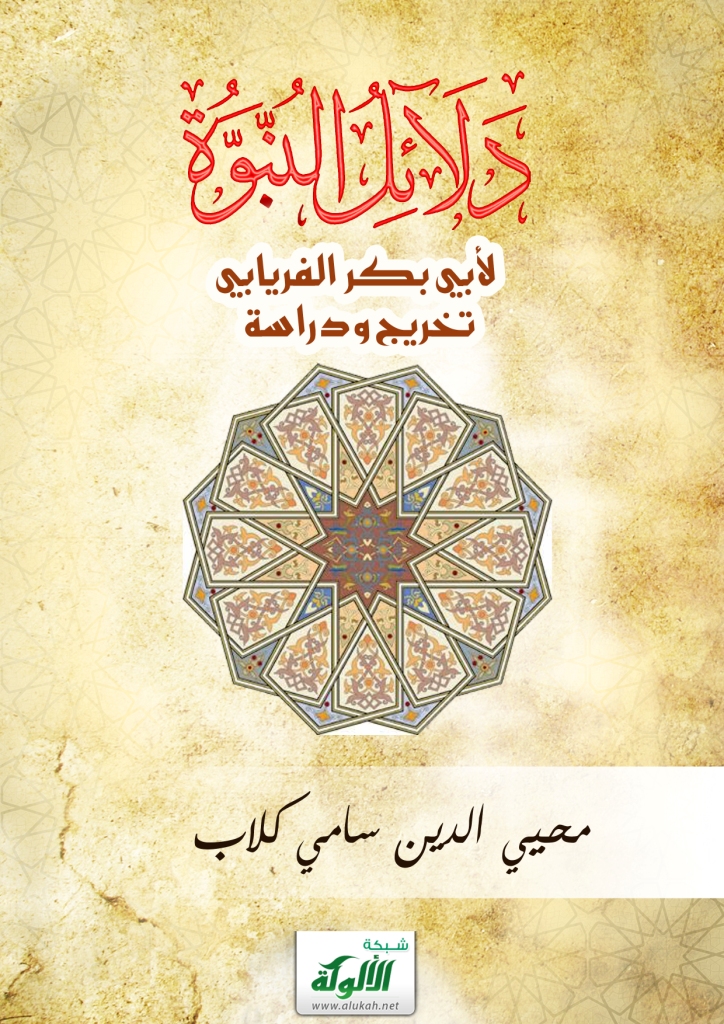 دَلَائِلُ النُّبُوَّة
لأبي بكر الفريابي
تخريج ودراسة
محيي الدين سامي كلاب
شبكة
الألوكة
www.alukah.net